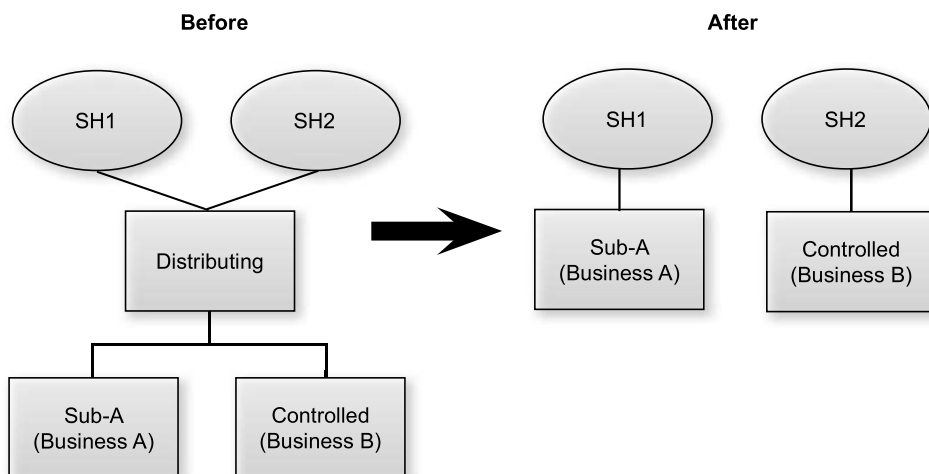 Before
After
SH1
SH2
SH1
SH2
Distributing
Sub-A
(Business A)
Controlled
(Business B)
Sub-A
(Business A)
Controlled
(Business B)